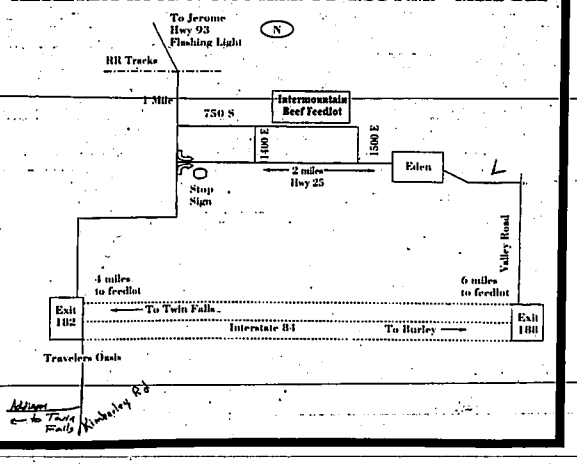 To Jerome
Hwy 93
Flashing Light
N
RR Tracks
1 Mile
750 S
Intermountain
Beef Feedlot
1400 E
1500 E
2 miles
Hwy 25
Eden
Stop
Sign
Valley Road
4 miles
to feedlot
6 miles
to feedlot
Exit
182
To Twin Falls
Interstate 84
To Burley
Exit
188
Travelers Oasis
Addison
to Twin
Falls
Kimberley Rd